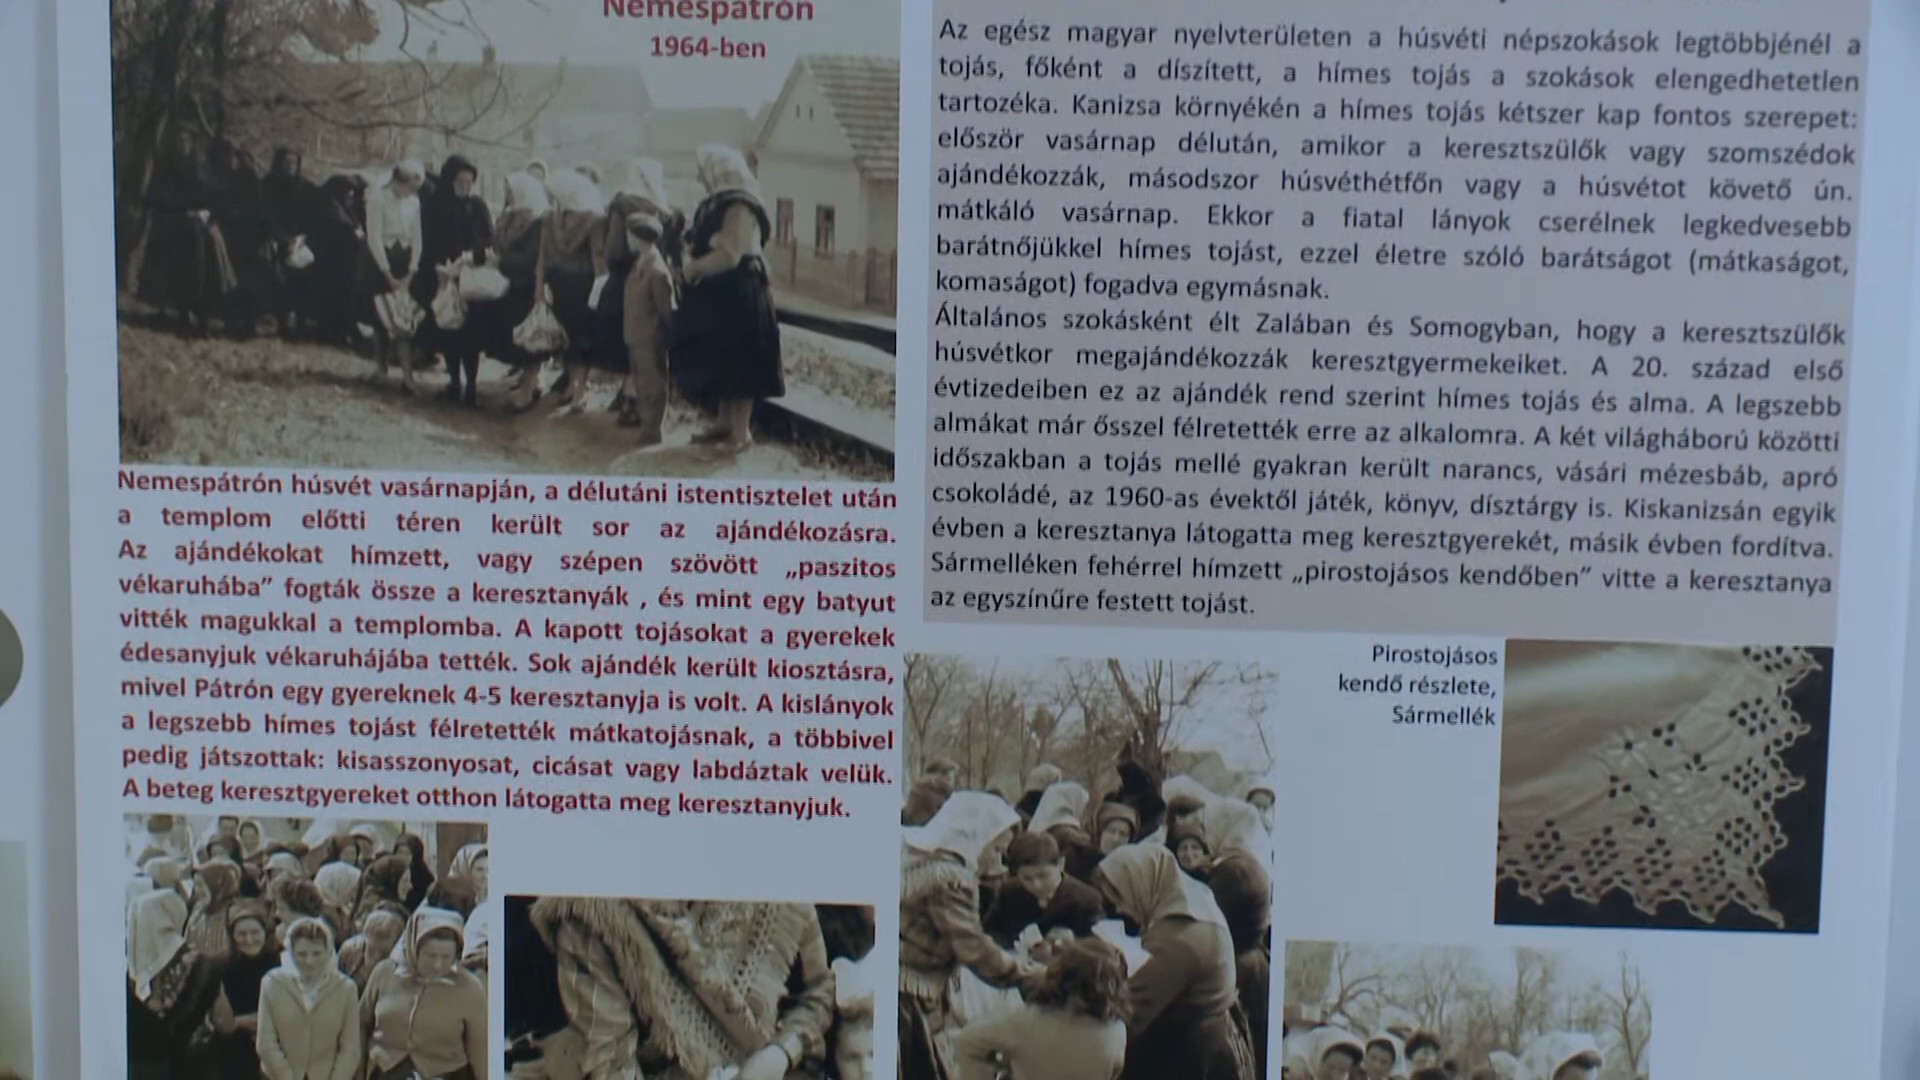 Nemespátrón
1964-ben
Nemespátrón húsvét vasárnapján, a délutáni istentisztelet után
a templom előtti téren került sor az ajándékozásra.
Az ajándékokat hímzett, vagy szépen szövött „paszitos
vékaruhába” fogták össze a keresztanyák , és mint egy batyut
vitték magukkal a templomba. A kapott tojásokat a gyerekek
édesanyjuk vékaruhájába tették. Sok ajándék került kiosztásra,
mivel Pátrón egy gyereknek 4-5 keresztanyja is volt. A kislányok
a legszebb hímes tojást félretették mátkatojásnak, a többivel
pedig játszottak: kisasszonyosat, cicásat vagy labdáztak velük.
A beteg keresztgyereket otthon látogatta meg keresztanyjuk.
Az egész magyar nyelvterületen a húsvéti népszokások legtöbbjénél a
tojás, főként a díszített, a hímes tojás a szokások elengedhetetlen
tartozéka. Kanizsa környékén a hímes tojás kétszer kap fontos szerepet:
először vasárnap délután, amikor a keresztszülők vagy szomszédok
ajándékozzák, másodszor húsvéthétfőn vagy a húsvétot követő ún.
mátkáló vasárnap. Ekkor a fiatal lányok cserélnek legkedvesebb
barátnőjükkel hímes tojást, ezzel életre szóló barátságot (mátkaságot,
komaságot) fogadva egymásnak.
Általános szokásként élt Zalában és Somogyban, hogy a keresztszülők
húsvétkor megajándékozzák keresztgyermekeiket. A 20. század első
évtizedeiben ez az ajándék rend szerint hímes tojás és alma. A legszebb
almákat már ősszel félretették erre az alkalomra. A két világháború közötti
időszakban a tojás mellé gyakran került narancs, vásári mézesbáb, apró
csokoládé, az 1960-as évektől játék, könyv, dísztárgy is. Kiskanizsán egyik
évben a keresztanya látogatta meg keresztgyerekét, másik évben fordítva.
Sármelléken fehérrel hímzett „pirostojásos kendőben” vitte a keresztanya
az egyszínűre festett tojást.
Pirostojásos
kendő részlete,
Sármellék